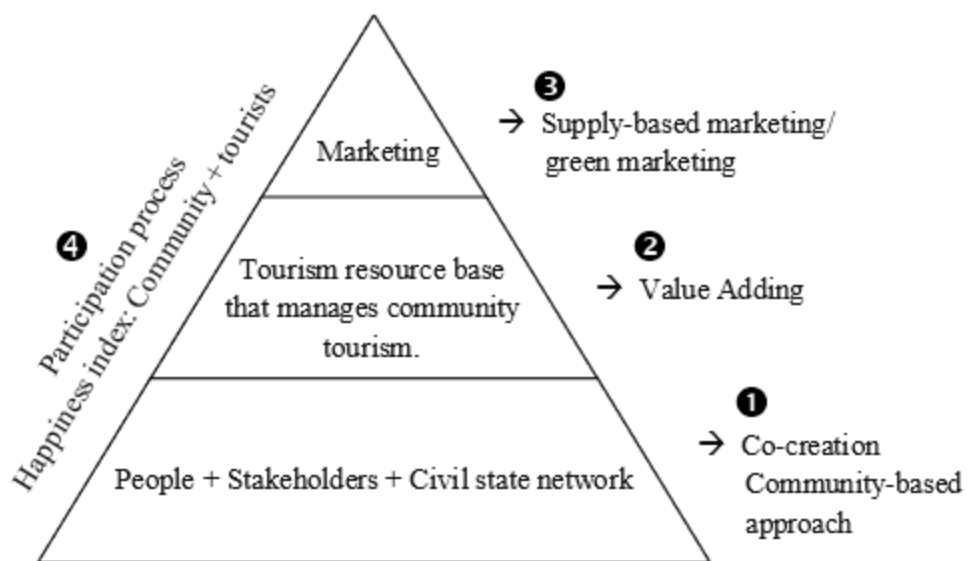 ❸
→ Supply-based marketing/
green marketing
Marketing
❹
Participation process
Happiness index: Community + tourists
❷
→ Value Adding
Tourism resource base
that manages community
tourism.
❶
→ Co-creation
Community-based
approach
People + Stakeholders + Civil state network